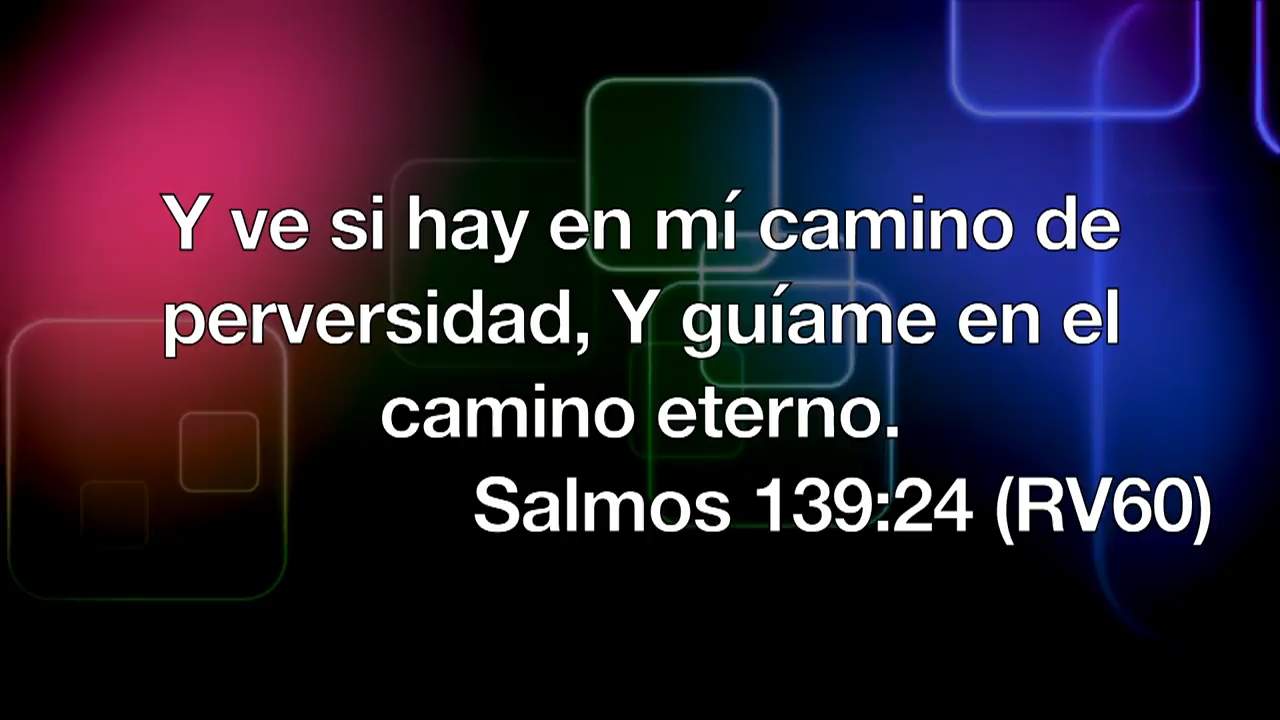 Y ve si hay en mí camino de
perversidad, Y guíame en el
camino eterno.
Salmos 139:24 (RV60)